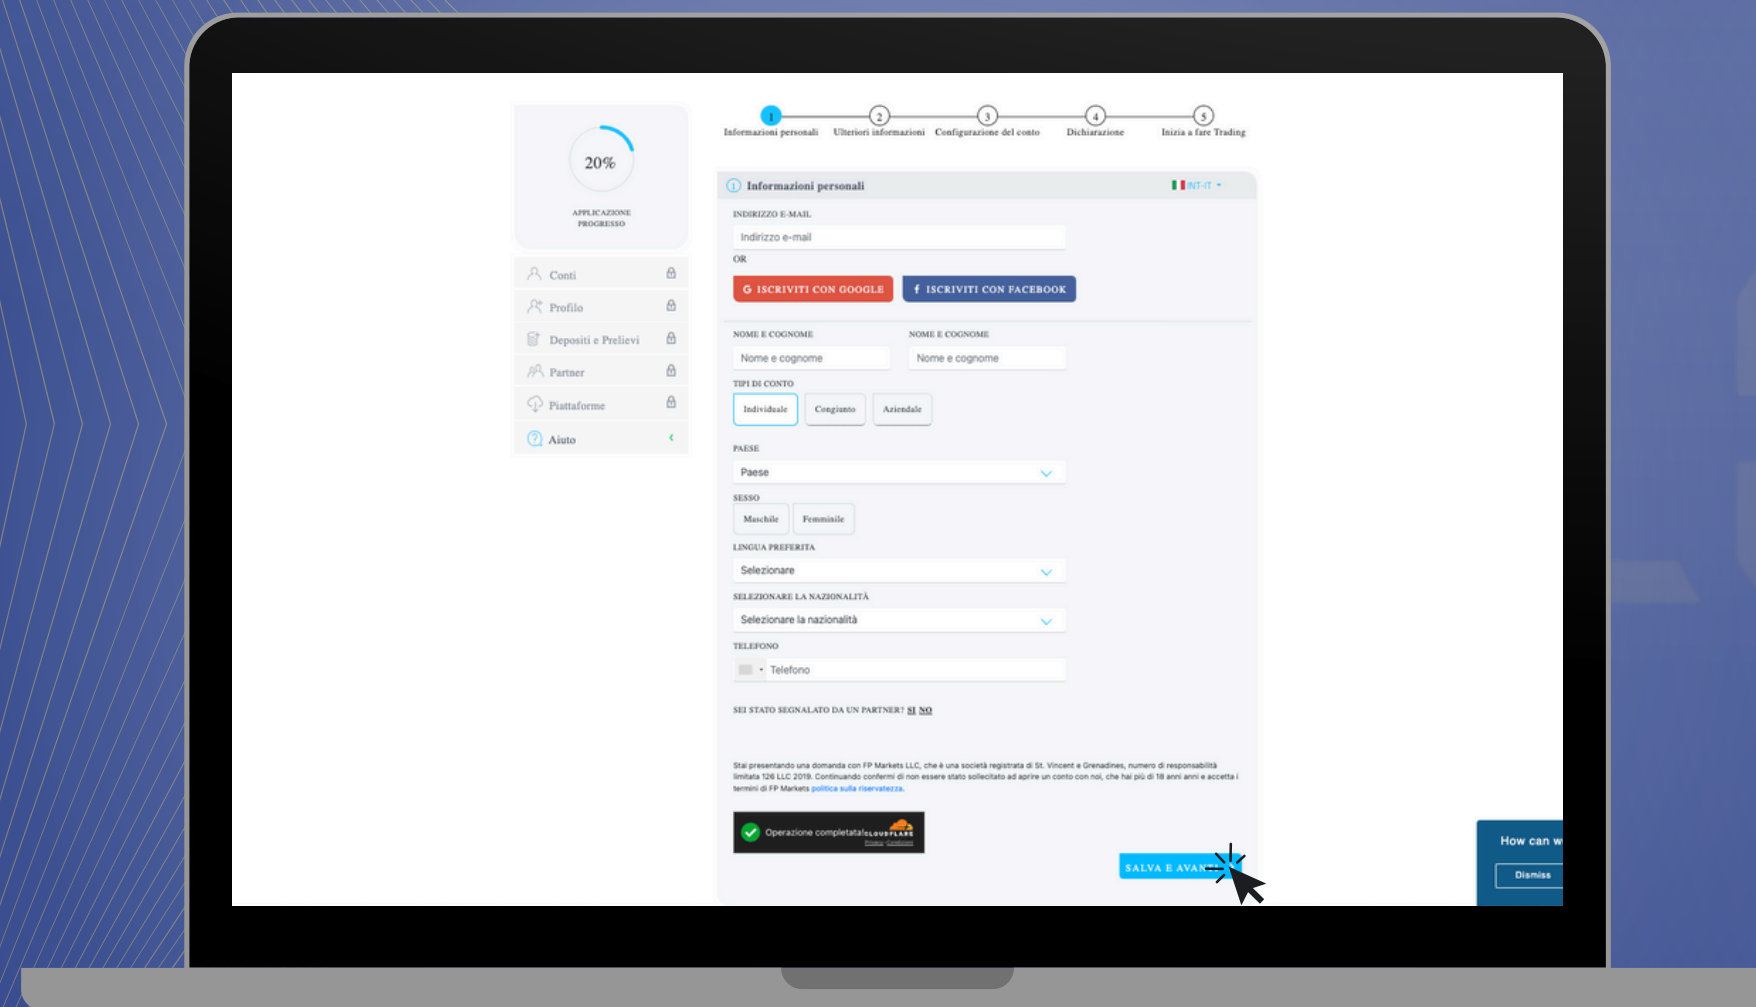 20%
APPLICAZIONE
PROGRESSO
Conti
Profilo
Depositi e Prelievi
Partner
Piattaforme
Aiuto
1
2
3
4
5
Informazioni personali
Ulteriori informazioni
Configurazione del conto
Dichiarazione
Inizia a fare Trading
Informazioni personali
INT-IT
INDIRIZZO E-MAIL
Indirizzo e-mail
OR
G ISCRIVITI CON GOOGLE
f ISCRIVITI CON FACEBOOK
NOME E COGNOME
NOME E COGNOME
Nome e cognome
Nome e cognome
TIPI DI CONTO
Individuale
Congiunto
Aziendale
PAESE
Paese
SESSO
Maschile
Femminile
LINGUA PREFERITA
Selezionare
SELEZIONARE LA NAZIONALITÀ
Selezionare la nazionalità
TELEFONO
Telefono
SEI STATO SEGNALATO DA UN PARTNER? SI NO
Stai presentando una domanda con FP Markets LLC, che è una società registrata di St. Vincent e Grenadines, numero di responsabilità
limitata 126 LLC 2019. Continuando confermi di non essere stato sollecitato ad aprire un conto con noi, che hai più di 18 anni anni e accetta i
termini di FP Markets politica sulla riservatezza.
Operazione completata!
CLOUDFLARE
Privacy · Condizioni
SALVA E AVANTI
How can w
Dismiss